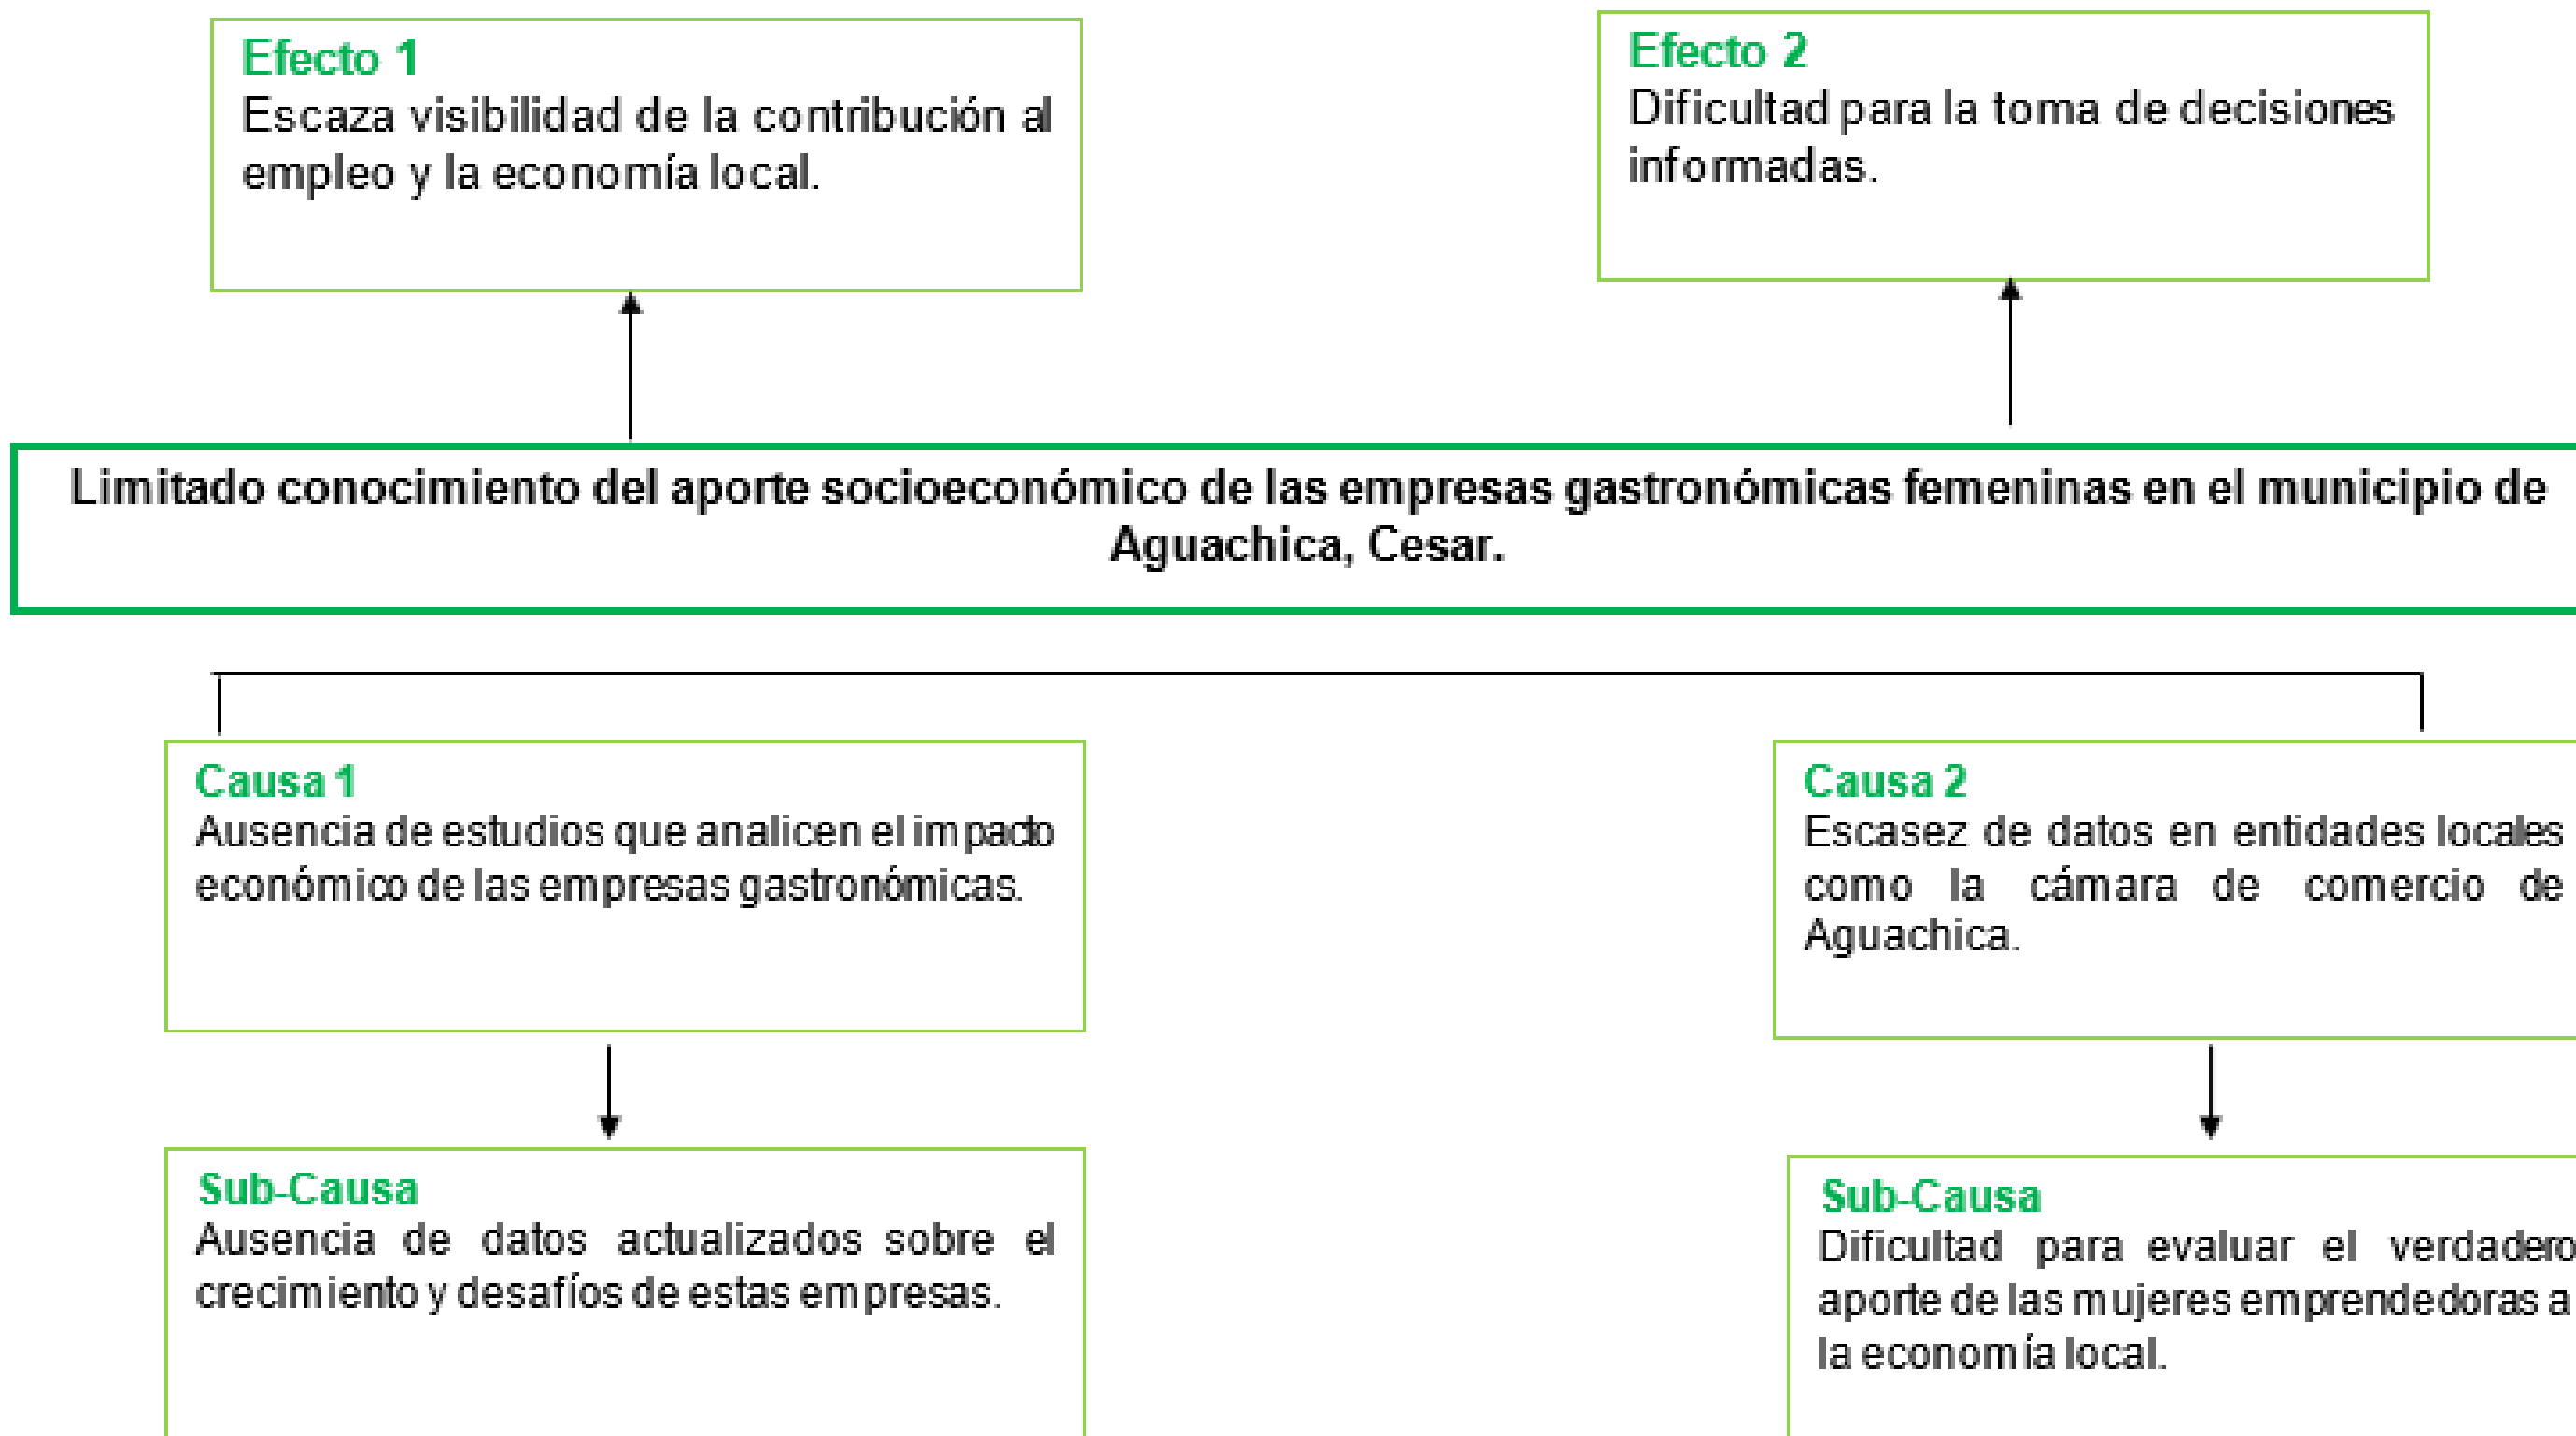 Efecto 1
Escaza visibilidad de la contribución al
empleo y la economía local.
Efecto 2
Dificultad para la toma de decisiones
informadas.
Limitado conocimiento del aporte socioeconómico de las empresas gastronómicas femeninas en el municipio de
Aguachica, Cesar.
Causa 1
Ausencia de estudios que analicen el impacto
económico de las empresas gastronómicas.
Causa 2
Escasez de datos en entidades locales
como la cámara de comercio de
Aguachica.
Sub-Causa
Ausencia de datos actualizados sobre el
crecimiento y desafíos de estas empresas.
Sub-Causa
Dificultad para evaluar el verdadero
aporte de las mujeres emprendedoras a
la economía local.